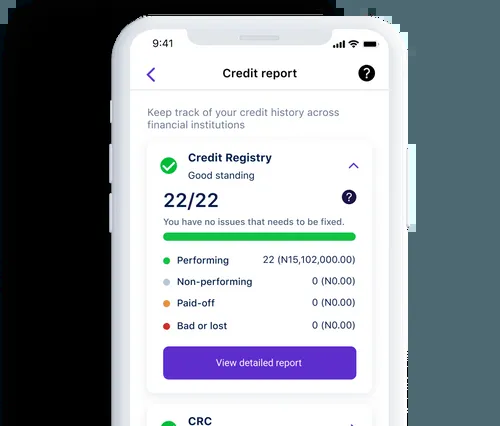 9:41
Credit report
?
Keep track of your credit history across
financial institutions
Credit Registry
Good standing
22/22
?
You have no issues that needs to be fixed.
Performing 22 (N15,102,000.00)
Non-performing 0 (N0.00)
Paid-off 0 (N0.00)
Bad or lost 0 (N0.00)
View detailed report
CRC